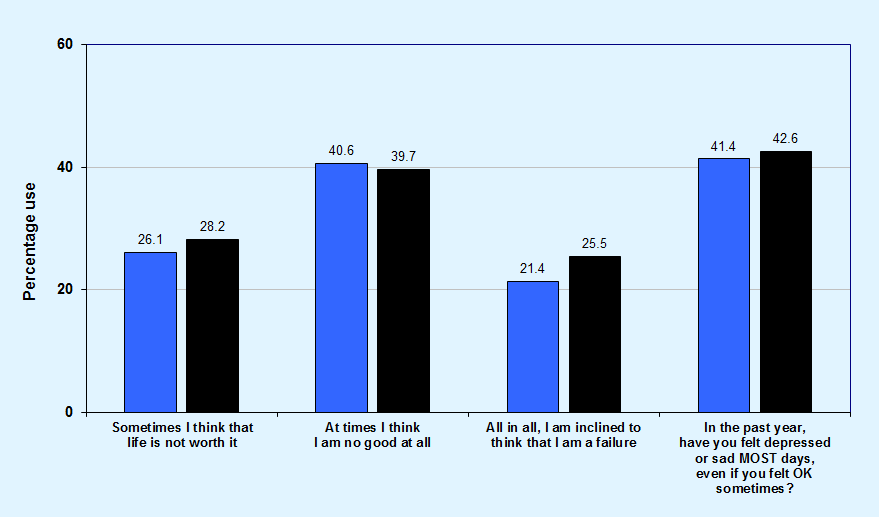 60
40
20
0
Percentage use
26.1
28.2
40.6
39.7
21.4
25.5
41.4
42.6
Sometimes I think that
life is not worth it
At times I think
I am no good at all
All in all, I am inclined to
think that I am a failure
In the past year,
have you felt depressed
or sad MOST days,
even if you felt OK
sometimes?